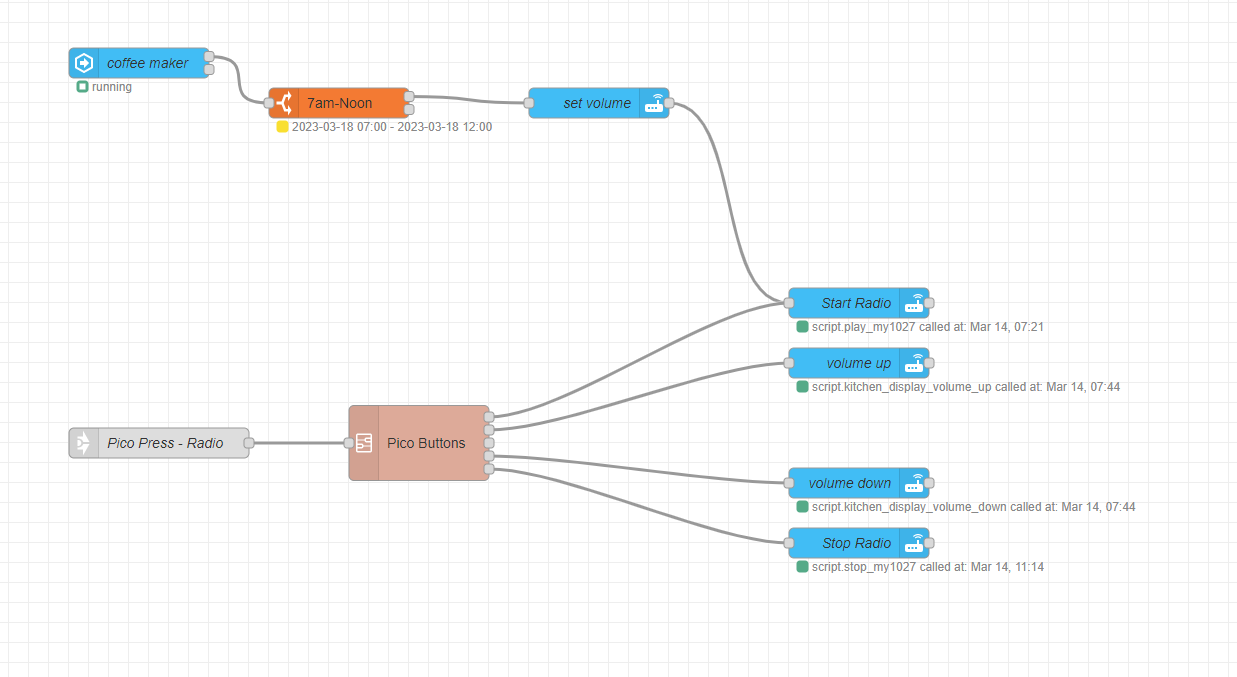 coffee maker
running
7am-Noon
2023-03-18 07:00 - 2023-03-18 12:00
set volume
Start Radio
script.play_my1027 called at: Mar 14, 07:21
volume up
script.kitchen_display_volume_up called at: Mar 14, 07:44
Pico Press - Radio
Pico Buttons
volume down
script.kitchen_display_volume_down called at: Mar 14, 07:44
Stop Radio
script.stop_my1027 called at: Mar 14, 11:14